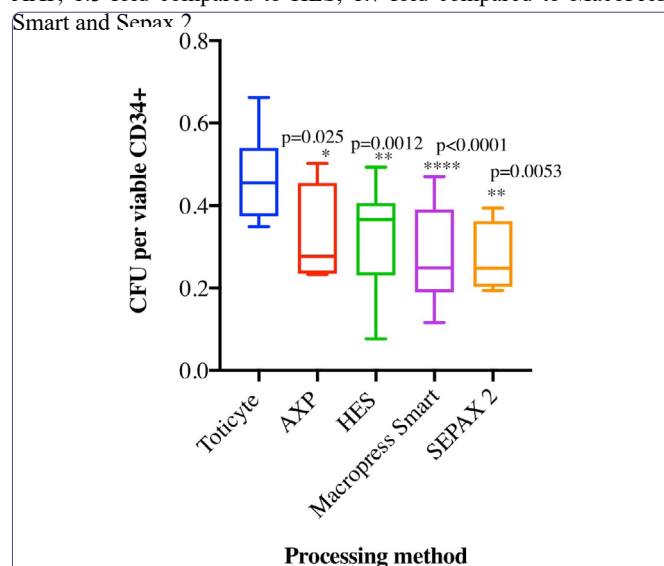 Smart and Sepax 2
0.8
0.6
0.4
0.2
0.0
CFU per viable CD34+
p=0.025
*
p=0.0012
**
p<0.0001
****
p=0.0053
**
Toticyte
AXP
HES
Macropress Smart
SEPAX 2
Processing method